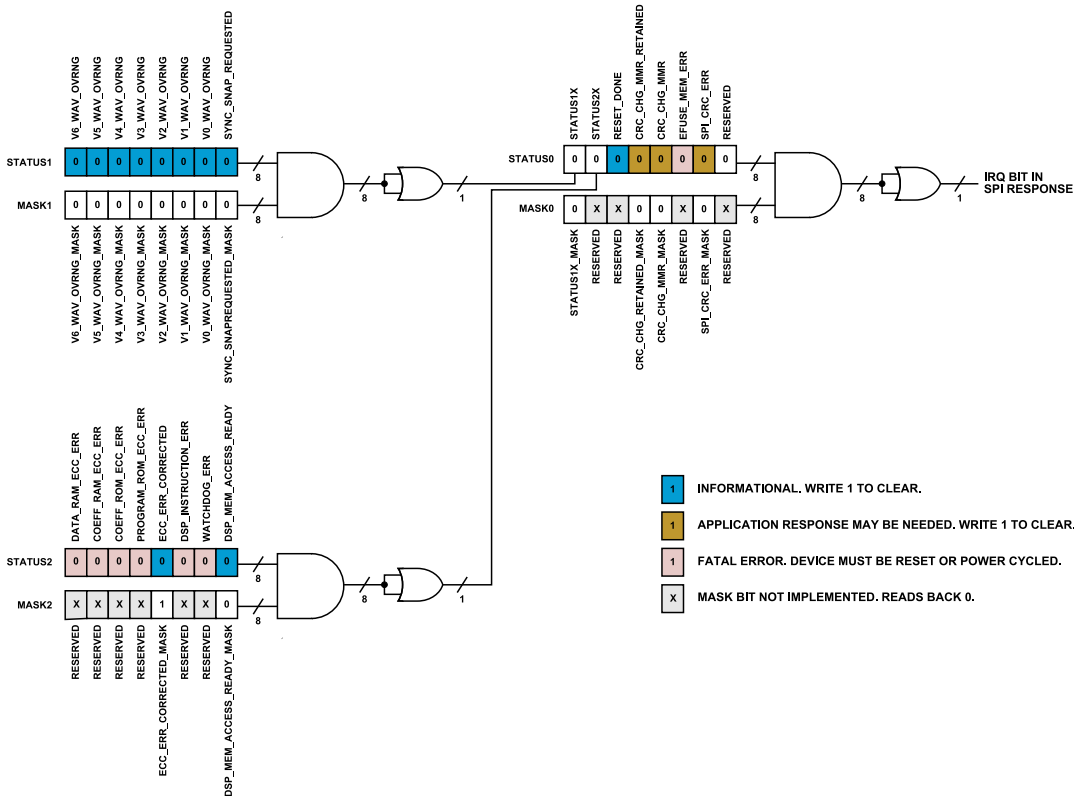 V6_WAV_OVRNG
V5_WAV_OVRNG
V4_WAV_OVRNG
V3_WAV_OVRNG
V2_WAV_OVRNG
V1_WAV_OVRNG
V0_WAV_OVRNG
SYNC_SNAP_REQUESTED
STATUS1 0 0 0 0 0 0 0 0 8
MASK1 0 0 0 0 0 0 0 0 8
8 1
V6_WAV_OVRNG_MASK
V5_WAV_OVRNG_MASK
V4_WAV_OVRNG_MASK
V3_WAV_OVRNG_MASK
V2_WAV_OVRNG_MASK
V1_WAV_OVRNG_MASK
V0_WAV_OVRNG_MASK
SYNC_SNAPREQUESTED_MASK
STATUS1X
STATUS2X
RESET_DONE
CRC_CHG_MMR_RETAINED
CRC_CHG_MMR
EFUSE_MEM_ERR
SPI_CRC_ERR
RESERVED
STATUS0 0 0 0 0 0 0 0 0 8
MASK0 0 X X 0 0 X 0 X 8
8 1
IRQ BIT IN
SPI RESPONSE
STATUS1X_MASK
RESERVED
RESERVED
CRC_CHG_RETAINED_MASK
CRC_CHG_MMR_MASK
RESERVED
SPI_CRC_ERR_MASK
RESERVED
DATA_RAM_ECC_ERR
COEFF_RAM_ECC_ERR
COEFF_ROM_ECC_ERR
PROGRAM_ROM_ECC_ERR
ECC_ERR_CORRECTED
DSP_INSTRUCTION_ERR
WATCHDOG_ERR
DSP_MEM_ACCESS_READY
STATUS2 0 0 0 0 0 0 0 0 8
MASK2 X X X X 1 X X 0 8
8 1
RESERVED
RESERVED
RESERVED
RESERVED
ECC_ERR_CORRECTED_MASK
RESERVED
RESERVED
DSP_MEM_ACCESS_READY_MASK
1 INFORMATIONAL. WRITE 1 TO CLEAR.
1 APPLICATION RESPONSE MAY BE NEEDED. WRITE 1 TO CLEAR.
1 FATAL ERROR. DEVICE MUST BE RESET OR POWER CYCLED.
X MASK BIT NOT IMPLEMENTED. READS BACK 0.